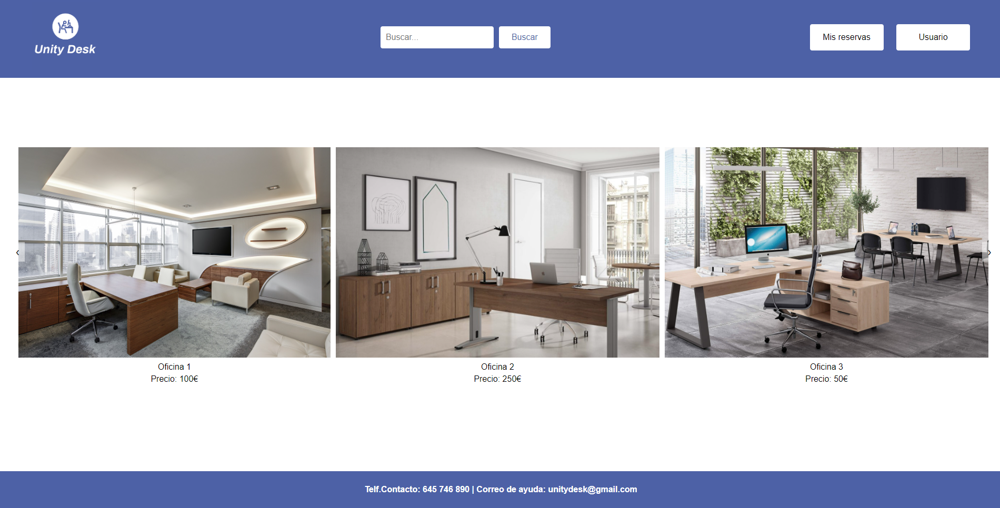 Unity Desk
Buscar...
Buscar
Mis reservas
Usuario
‹
›
Oficina 1
Precio: 100€
Oficina 2
Precio: 250€
Oficina 3
Precio: 50€
Telf.Contacto: 645 746 890 | Correo de ayuda: unitydesk@gmail.com